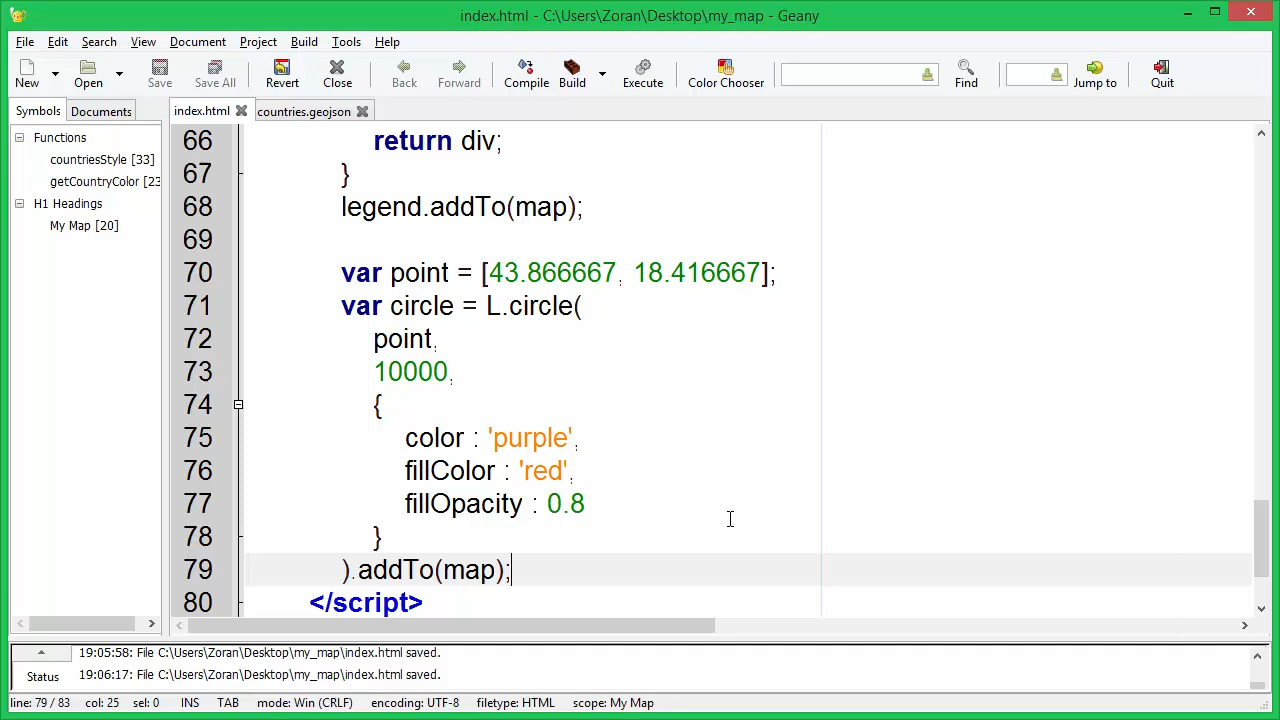 index.html - C:\Users\Zoran\Desktop\my_map - Geany
File Edit Search View Document Project Build Tools Help
New Open Save Save All Revert Close Back Forward Compile Build Execute Color Chooser Find Jump to Quit
Symbols Documents index.html countries.geojson
Functions
countriesStyle [33]
getCountryColor [23
H1 Headings
My Map [20]
66 return div;
67 }
68 legend.addTo(map);
69
70 var point = [43.866667, 18.416667];
71 var circle = L.circle(
72 point,
73 10000,
74 {
75 color : 'purple',
76 fillColor : 'red',
77 fillOpacity : 0.8
78 }
79 ).addTo(map);
80 </script>
19:05:58: File C:\Users\Zoran\Desktop\my_map\index.html saved.
Status 19:06:17: File C:\Users\Zoran\Desktop\my_map\index.html saved.
line: 79 / 83 col: 25 sel: 0 INS TAB mode: Win (CRLF) encoding: UTF-8 filetype: HTML scope: My Map